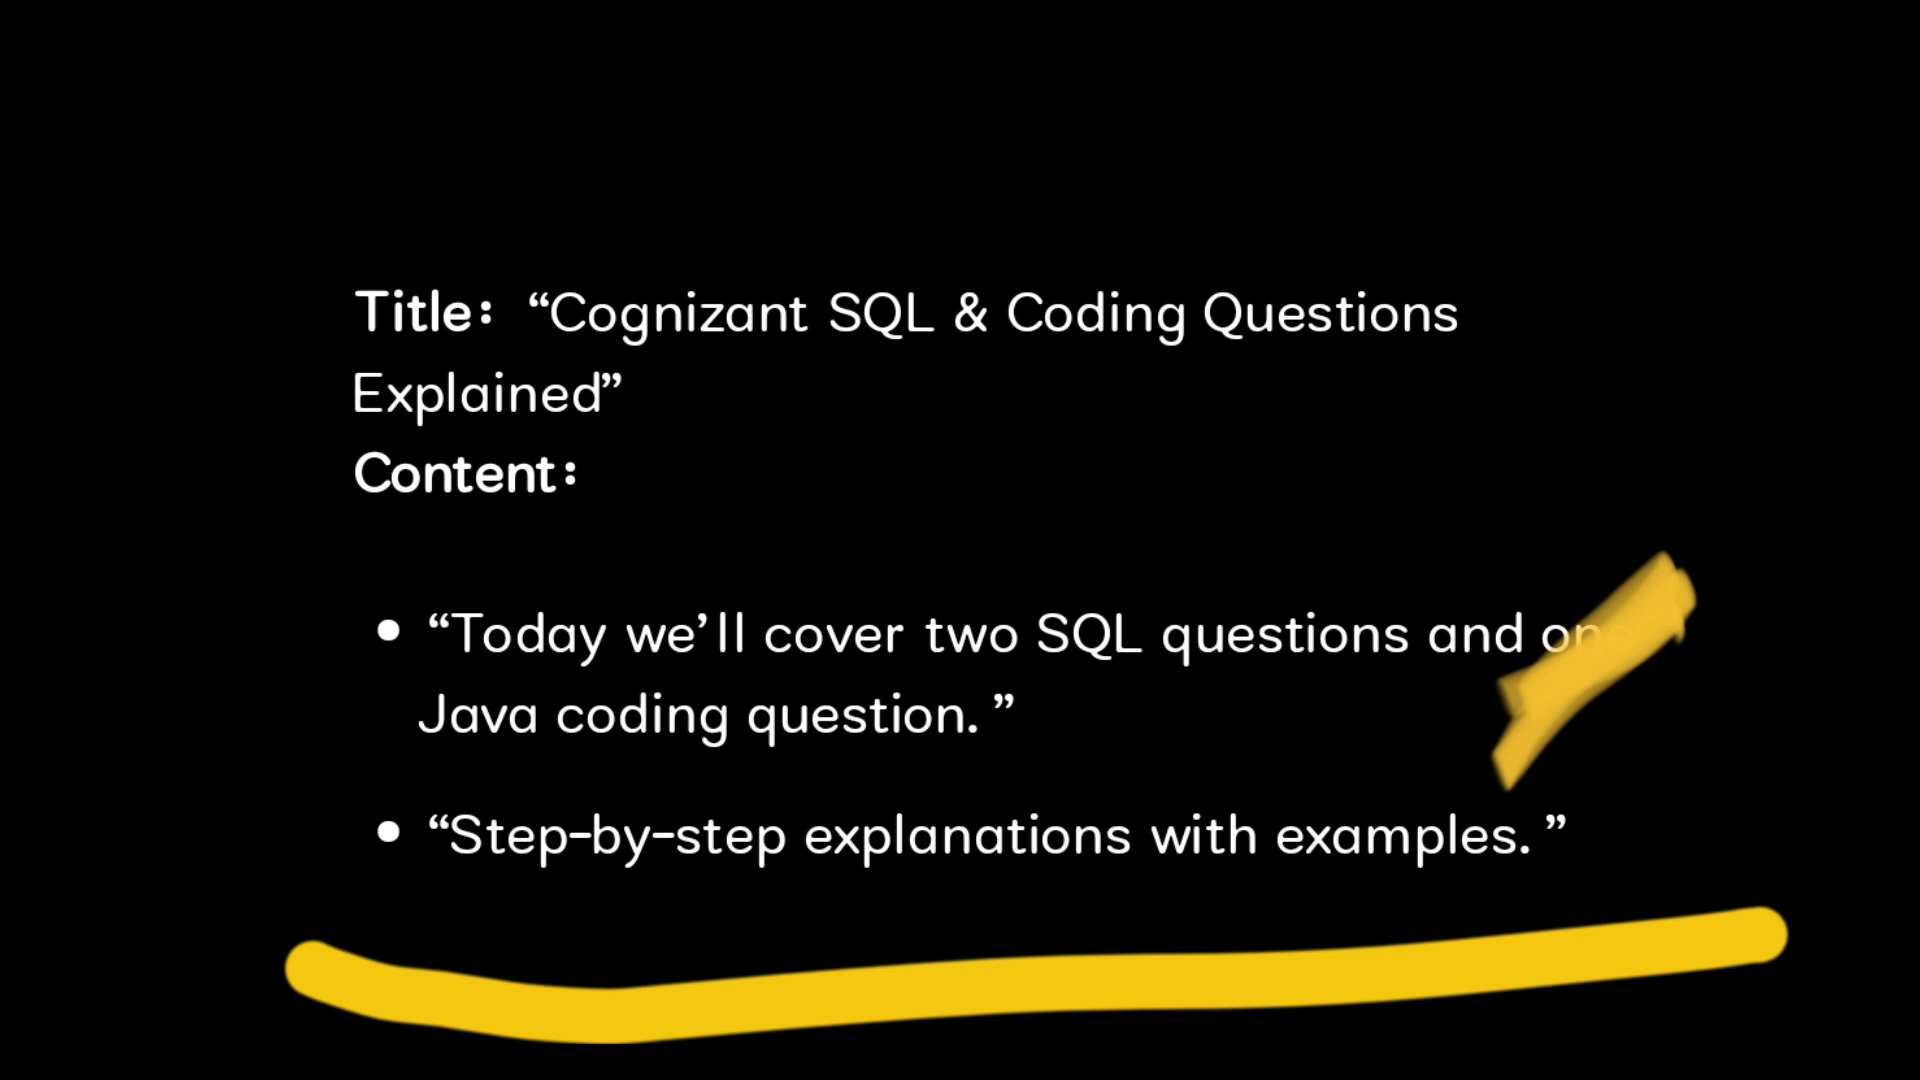 Title: “Cognizant SQL & Coding Questions
Explained”
Content:
• “Today we’ll cover two SQL questions and one
Java coding question. ”
• “Step-by-step explanations with examples. ”